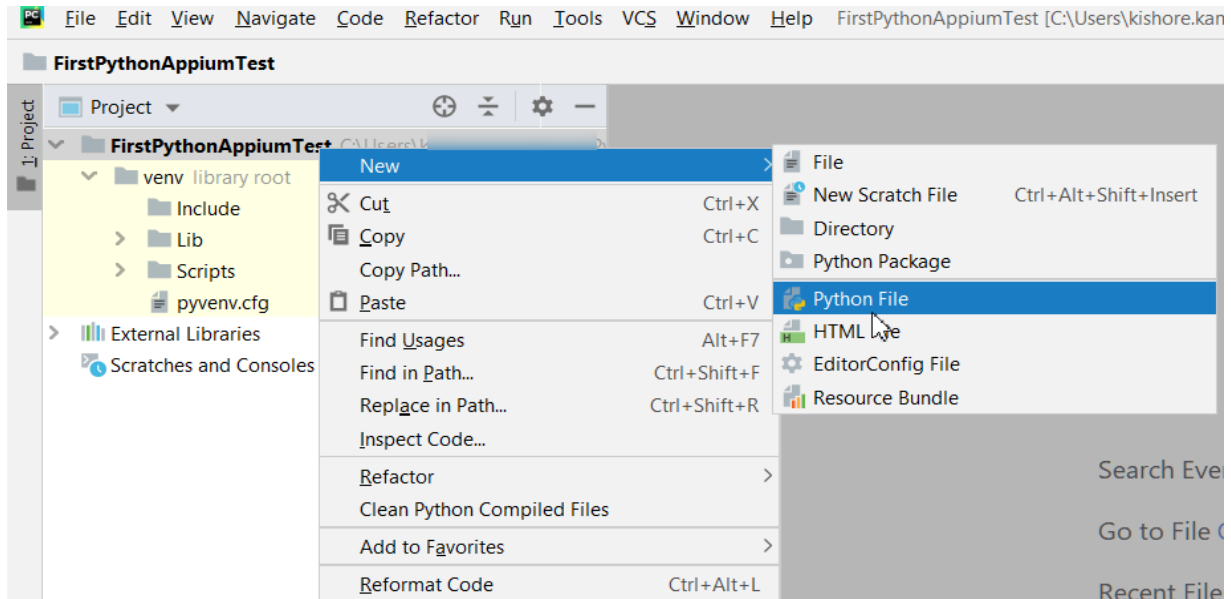 PC File Edit View Navigate Code Refactor Run Tools VCS Window Help FirstPythonAppiumTest [C:\Users\kishore.kam
FirstPythonAppiumTest
1: Project
Project
FirstPythonAppiumTest C:\Users\k
venv library root
Include
Lib
Scripts
pyvenv.cfg
External Libraries
Scratches and Consoles
New
Cut Ctrl+X
Copy Ctrl+C
Copy Path...
Paste Ctrl+V
Find Usages Alt+F7
Find in Path... Ctrl+Shift+F
Replace in Path... Ctrl+Shift+R
Inspect Code...
Refactor
Clean Python Compiled Files
Add to Favorites
Reformat Code Ctrl+Alt+L
File
New Scratch File Ctrl+Alt+Shift+Insert
Directory
Python Package
Python File
HTML File
EditorConfig File
Resource Bundle
Search Ever
Go to File
Recent File